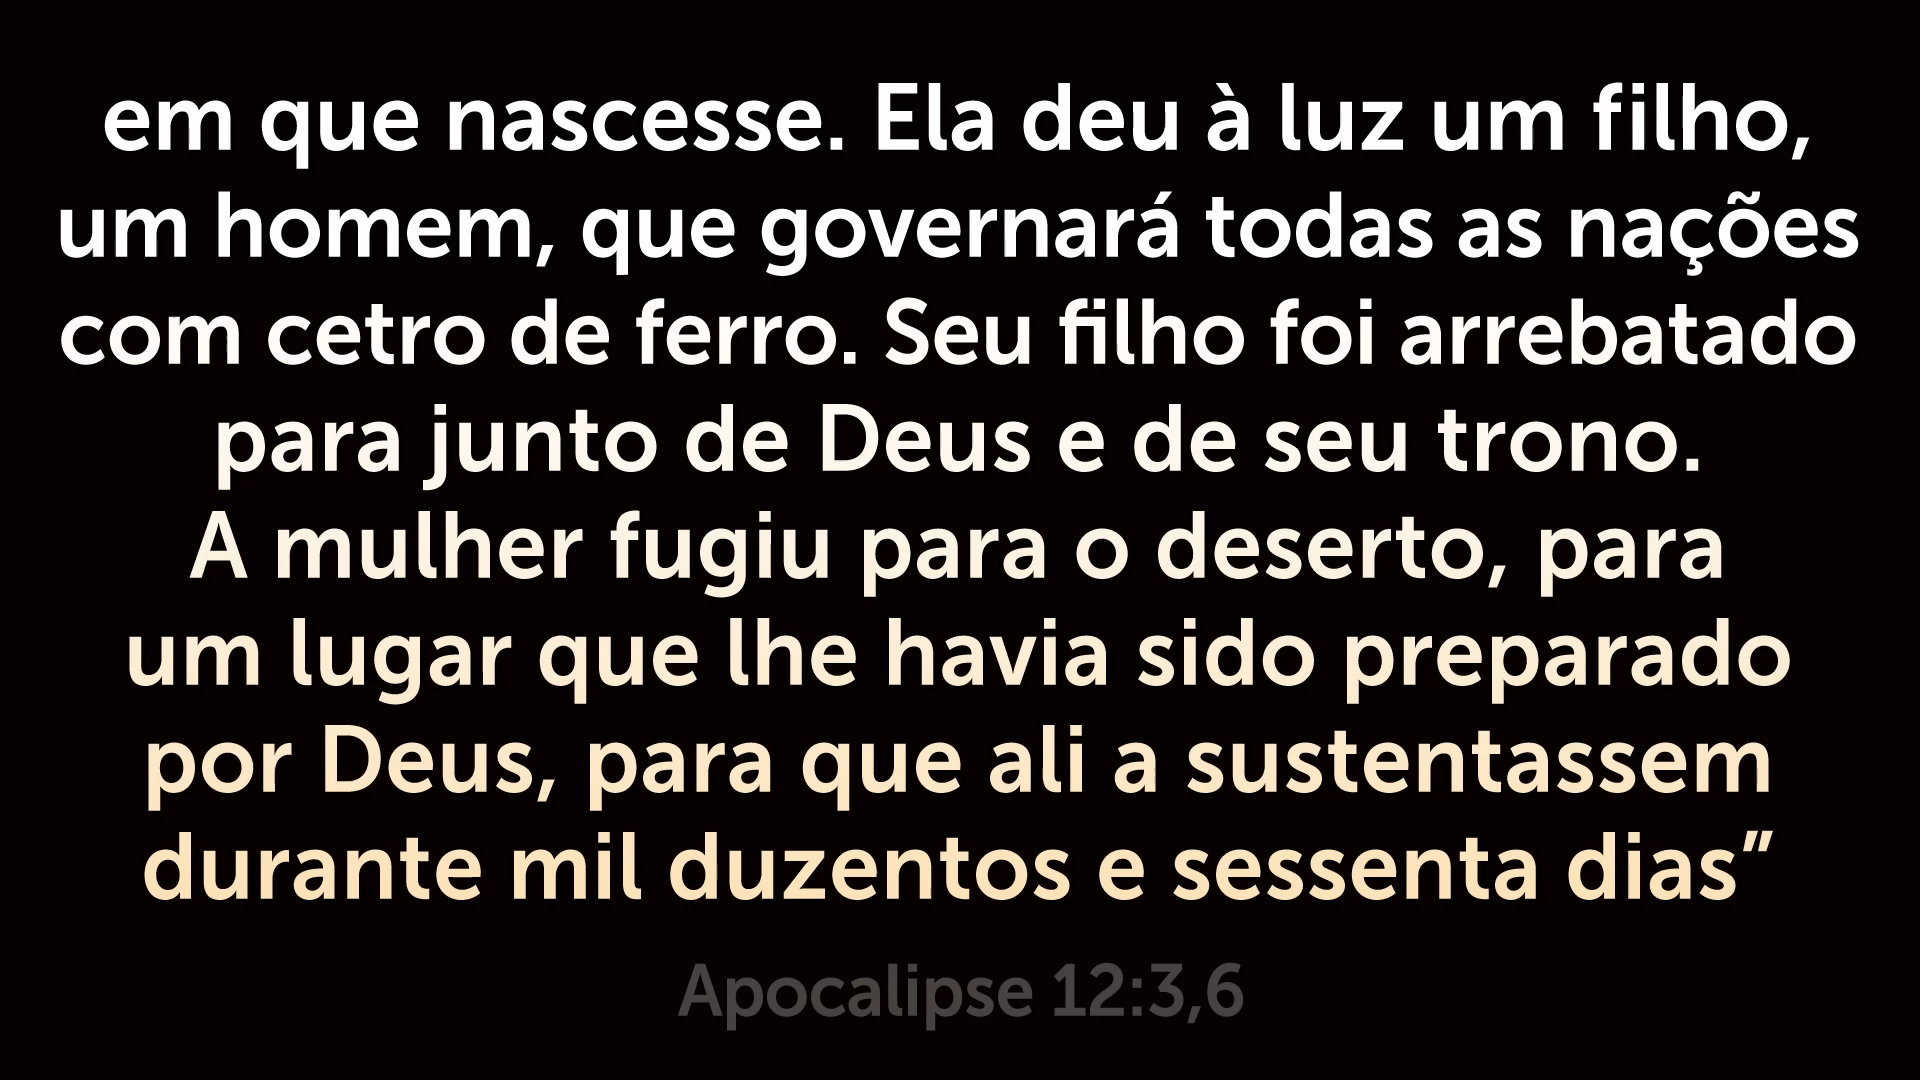 em que nascesse. Ela deu à luz um filho,
um homem, que governará todas as nações
com cetro de ferro. Seu filho foi arrebatado
para junto de Deus e de seu trono.
A mulher fugiu para o deserto, para
um lugar que lhe havia sido preparado
por Deus, para que ali a sustentassem
durante mil duzentos e sessenta dias”
Apocalipse 12:3,6